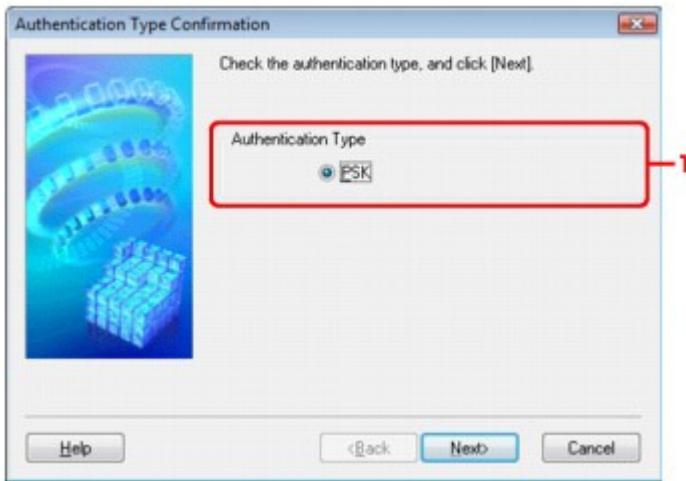 Authentication Type Confirmation
Check the authentication type, and click [Next].
Authentication Type
PSK
1
Help
<Back
Next>
Cancel